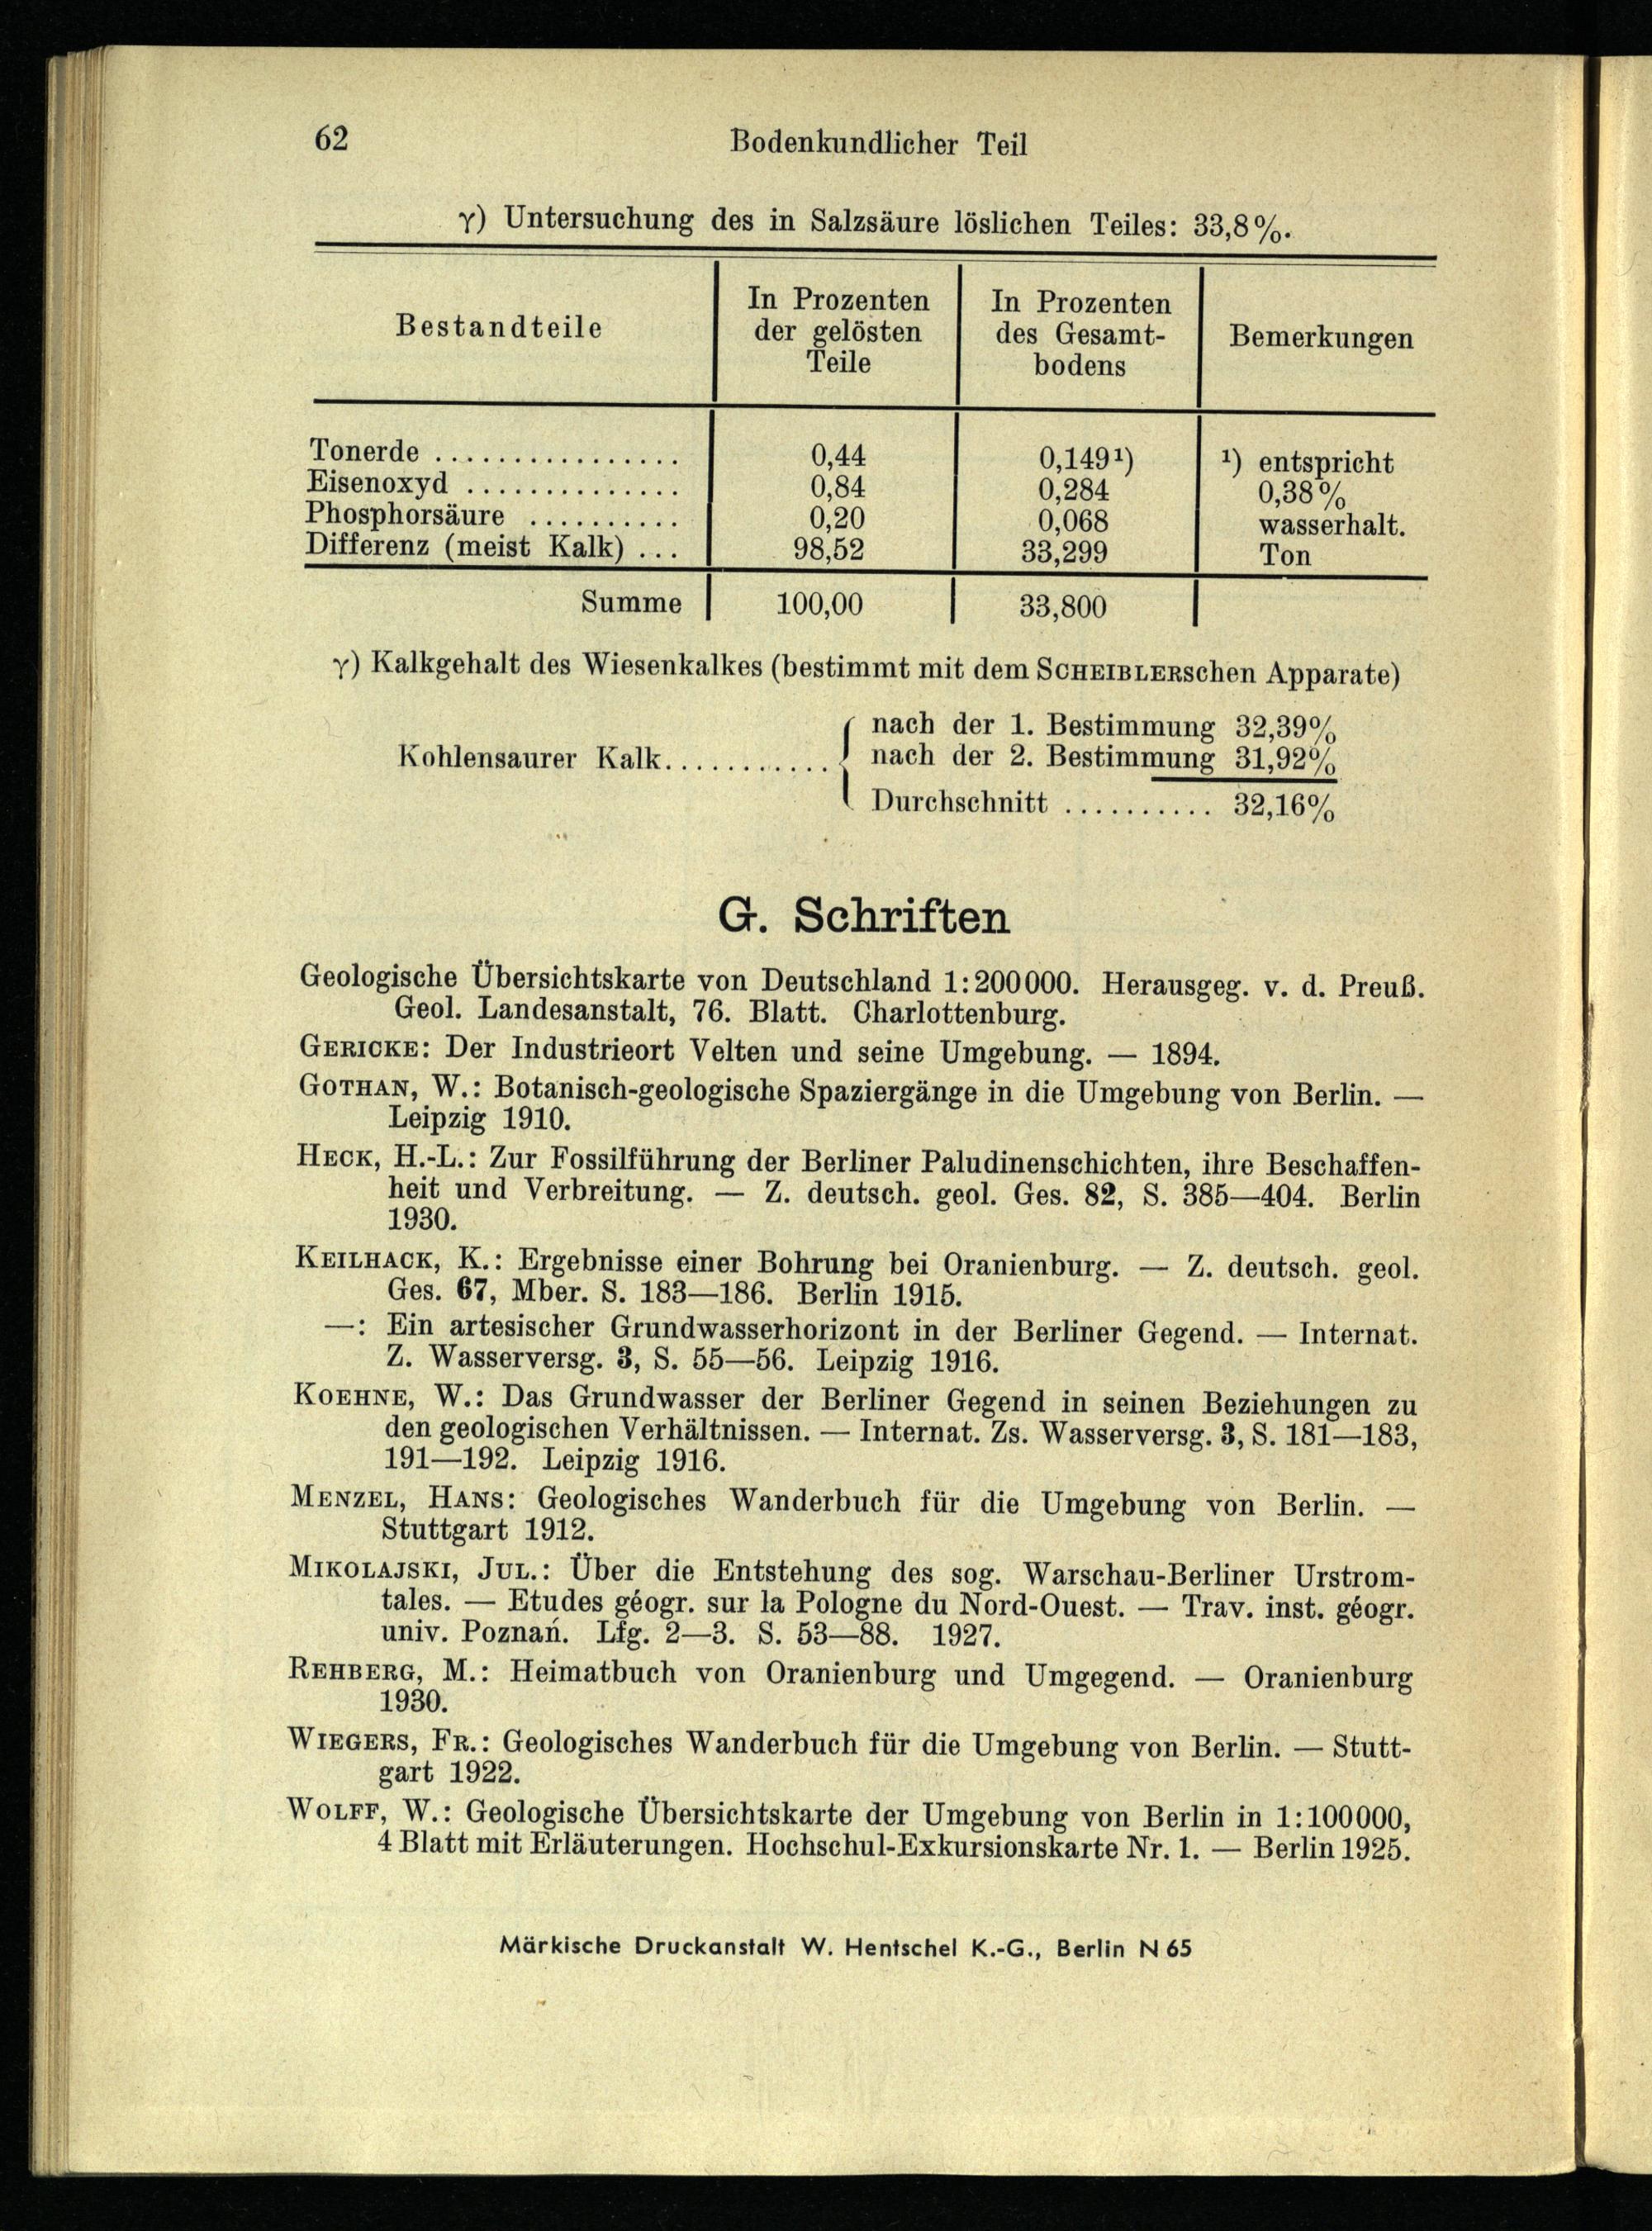 62 Bodenkundlicher Teil
γ) Untersuchung des in Salzsäure löslichen Teiles: 33,8%.
Bestandteile | In Prozenten der gelösten Teile | In Prozenten des Gesamt-bodens | Bemerkungen
Tonerde ................ 0,44 0,149¹) ¹) entspricht
Eisenoxyd .............. 0,84 0,284 0,38%
Phosphorsäure .......... 0,20 0,068 wasserhalt.
Differenz (meist Kalk) ... 98,52 33,299 Ton
Summe 100,00 33,800
γ) Kalkgehalt des Wiesenkalkes (bestimmt mit dem SCHEIBLERschen Apparate)
nach der 1. Bestimmung 32,39%
Kohlensaurer Kalk........... { nach der 2. Bestimmung 31,92%
Durchschnitt .......... 32,16%
G. Schriften
Geologische Übersichtskarte von Deutschland 1:200000. Herausgeg. v. d. Preuß.
Geol. Landesanstalt, 76. Blatt. Charlottenburg.
GERICKE: Der Industrieort Velten und seine Umgebung. — 1894.
GOTHAN, W.: Botanisch-geologische Spaziergänge in die Umgebung von Berlin. —
Leipzig 1910.
HECK, H.-L.: Zur Fossilführung der Berliner Paludinenschichten, ihre Beschaffen-
heit und Verbreitung. — Z. deutsch. geol. Ges. 82, S. 385—404. Berlin
1930.
KEILHACK, K.: Ergebnisse einer Bohrung bei Oranienburg. — Z. deutsch. geol.
Ges. 67, Mber. S. 183—186. Berlin 1915.
—: Ein artesischer Grundwasserhorizont in der Berliner Gegend. — Internat.
Z. Wasserversg. 3, S. 55—56. Leipzig 1916.
KOEHNE, W.: Das Grundwasser der Berliner Gegend in seinen Beziehungen zu
den geologischen Verhältnissen. — Internat. Zs. Wasserversg. 3, S. 181—183,
191—192. Leipzig 1916.
MENZEL, HANS: Geologisches Wanderbuch für die Umgebung von Berlin. —
Stuttgart 1912.
MIKOLAJSKI, JUL.: Über die Entstehung des sog. Warschau-Berliner Urstrom-
tales. — Etudes géogr. sur la Pologne du Nord-Ouest. — Trav. inst. géogr.
univ. Poznań. Lfg. 2—3. S. 53—88. 1927.
REHBERG, M.: Heimatbuch von Oranienburg und Umgegend. — Oranienburg
1930.
WIEGERS, FR.: Geologisches Wanderbuch für die Umgebung von Berlin. — Stutt-
gart 1922.
WOLFF, W.: Geologische Übersichtskarte der Umgebung von Berlin in 1:100000,
4 Blatt mit Erläuterungen. Hochschul-Exkursionskarte Nr. 1. — Berlin 1925.
Märkische Druckanstalt W. Hentschel K.-G., Berlin N 65